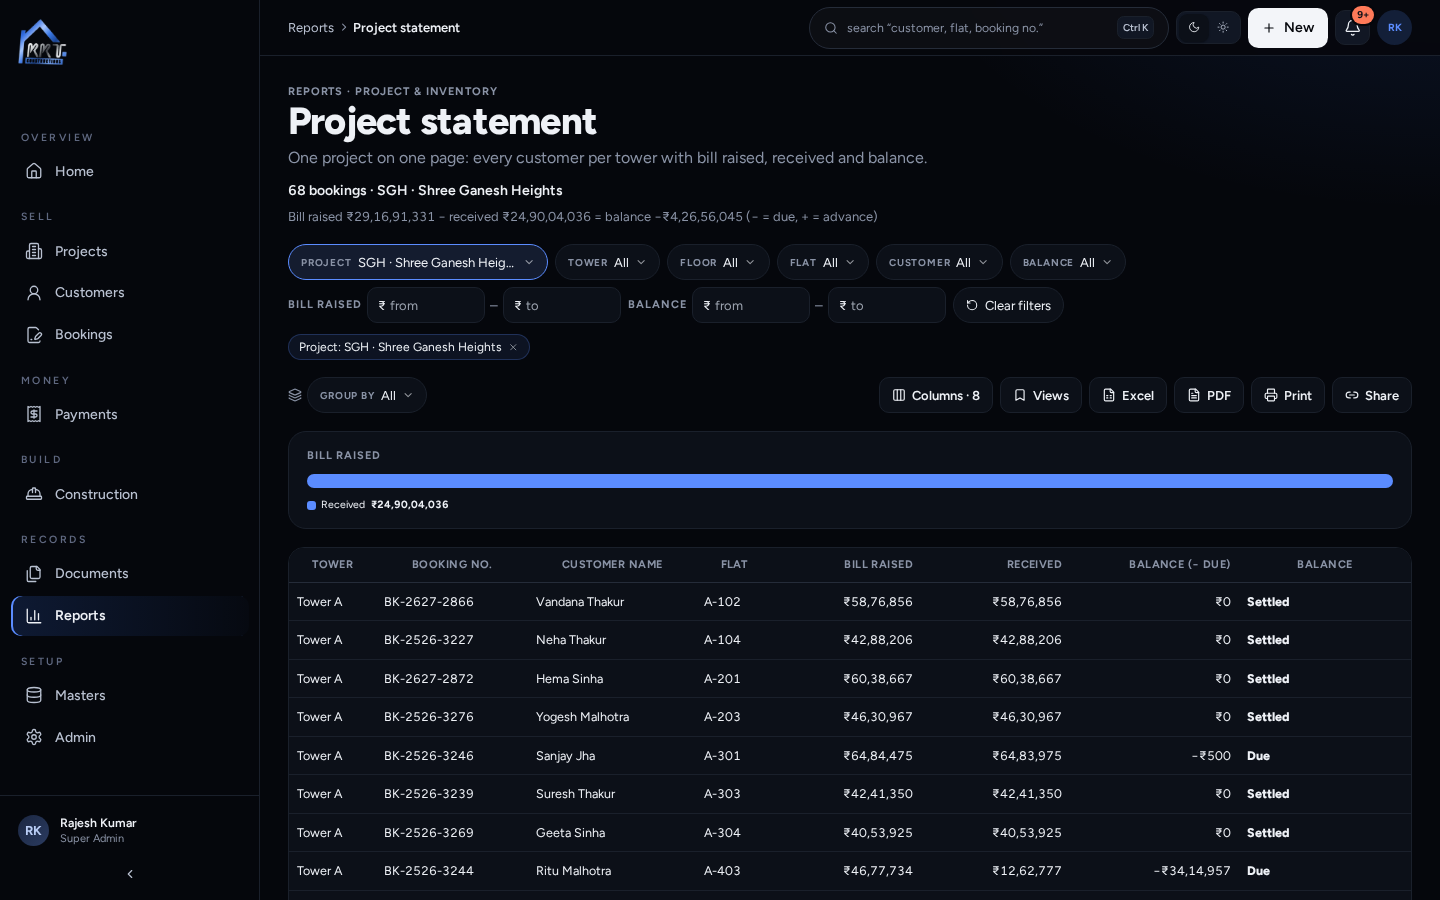 Reports > Project statement
search “customer, flat, booking no.”
Ctrl K
+ New
9+
RK
OVERVIEW
Home
SELL
Projects
Customers
Bookings
MONEY
Payments
BUILD
Construction
RECORDS
Documents
Reports
SETUP
Masters
Admin
RK
Rajesh Kumar
Super Admin
REPORTS · PROJECT & INVENTORY
Project statement
One project on one page: every customer per tower with bill raised, received and balance.
68 bookings · SGH · Shree Ganesh Heights
Bill raised ₹29,16,91,331 − received ₹24,90,04,036 = balance −₹4,26,56,045 (− = due, + = advance)
PROJECT SGH · Shree Ganesh Heig... TOWER All FLOOR All FLAT All CUSTOMER All BALANCE All
BILL RAISED ₹ from – ₹ to BALANCE ₹ from – ₹ to Clear filters
Project: SGH · Shree Ganesh Heights ×
GROUP BY All
Columns · 8 Views Excel PDF Print Share
BILL RAISED
Received ₹24,90,04,036
TOWER BOOKING NO. CUSTOMER NAME FLAT BILL RAISED RECEIVED BALANCE (− DUE) BALANCE
Tower A BK-2627-2866 Vandana Thakur A-102 ₹58,76,856 ₹58,76,856 ₹0 Settled
Tower A BK-2526-3227 Neha Thakur A-104 ₹42,88,206 ₹42,88,206 ₹0 Settled
Tower A BK-2627-2872 Hema Sinha A-201 ₹60,38,667 ₹60,38,667 ₹0 Settled
Tower A BK-2526-3276 Yogesh Malhotra A-203 ₹46,30,967 ₹46,30,967 ₹0 Settled
Tower A BK-2526-3246 Sanjay Jha A-301 ₹64,84,475 ₹64,83,975 −₹500 Due
Tower A BK-2526-3239 Suresh Thakur A-303 ₹42,41,350 ₹42,41,350 ₹0 Settled
Tower A BK-2526-3269 Geeta Sinha A-304 ₹40,53,925 ₹40,53,925 ₹0 Settled
Tower A BK-2526-3244 Ritu Malhotra A-403 ₹46,77,734 ₹12,62,777 −₹34,14,957 Due